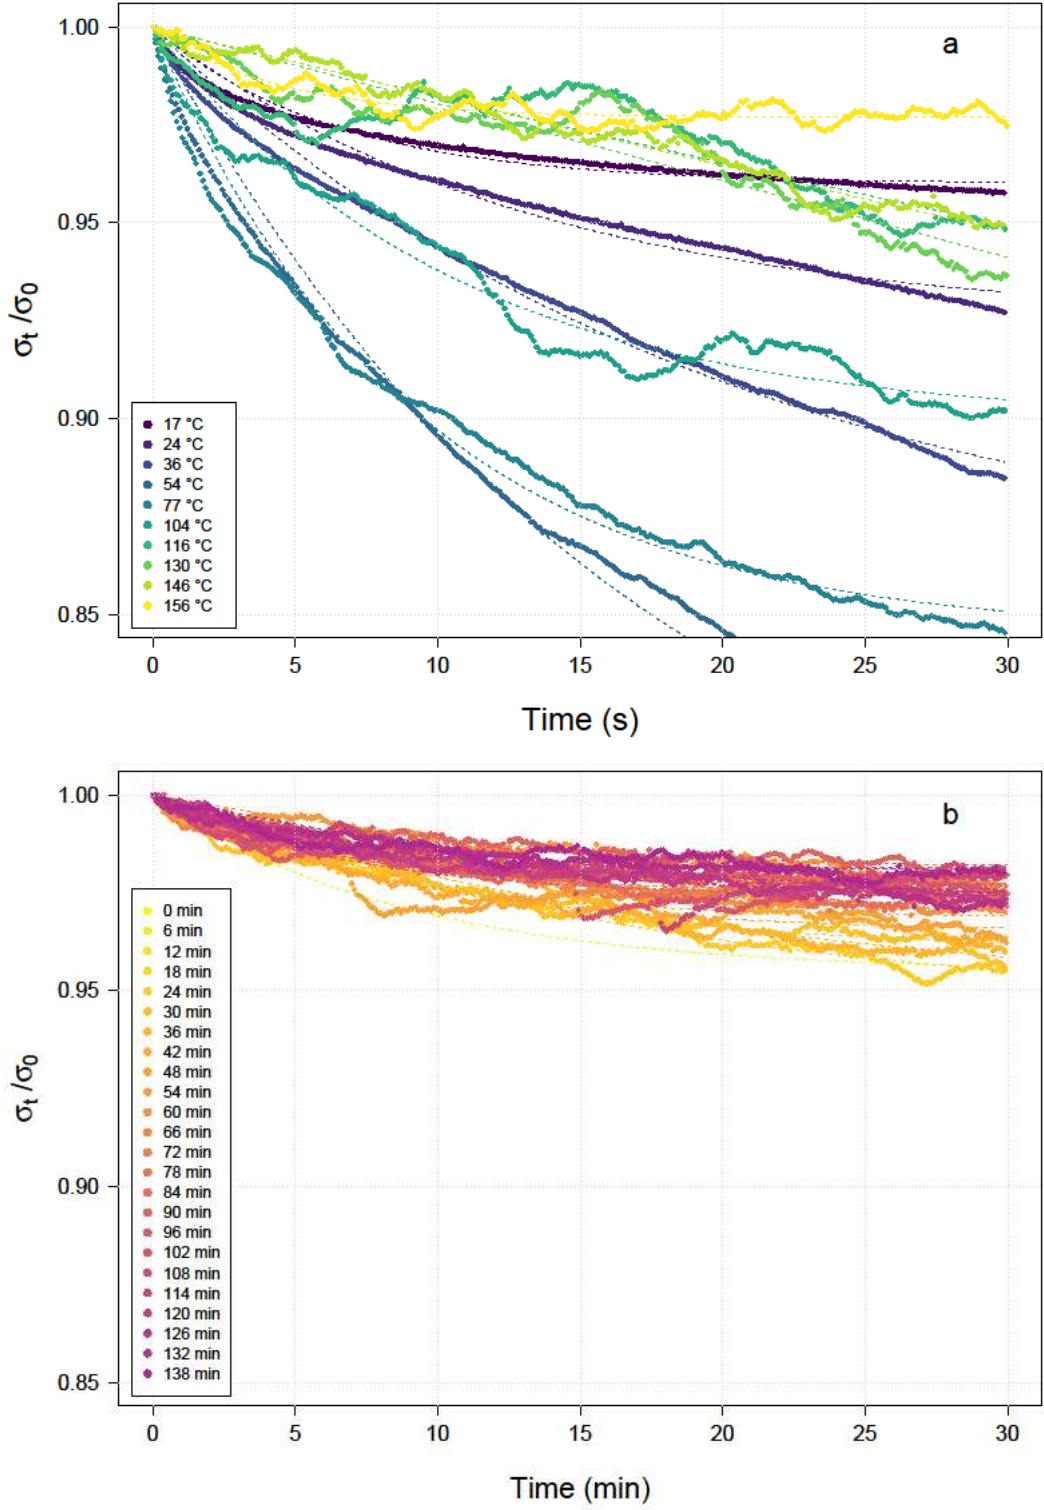 a
1.00
0.95
0.90
0.85
σt /σ0
17 °C
24 °C
36 °C
54 °C
77 °C
104 °C
116 °C
130 °C
146 °C
156 °C
0 5 10 15 20 25 30
Time (s)
b
1.00
0.95
0.90
0.85
σt /σ0
0 min
6 min
12 min
18 min
24 min
30 min
36 min
42 min
48 min
54 min
60 min
66 min
72 min
78 min
84 min
90 min
96 min
102 min
108 min
114 min
120 min
126 min
132 min
138 min
0 5 10 15 20 25 30
Time (min)